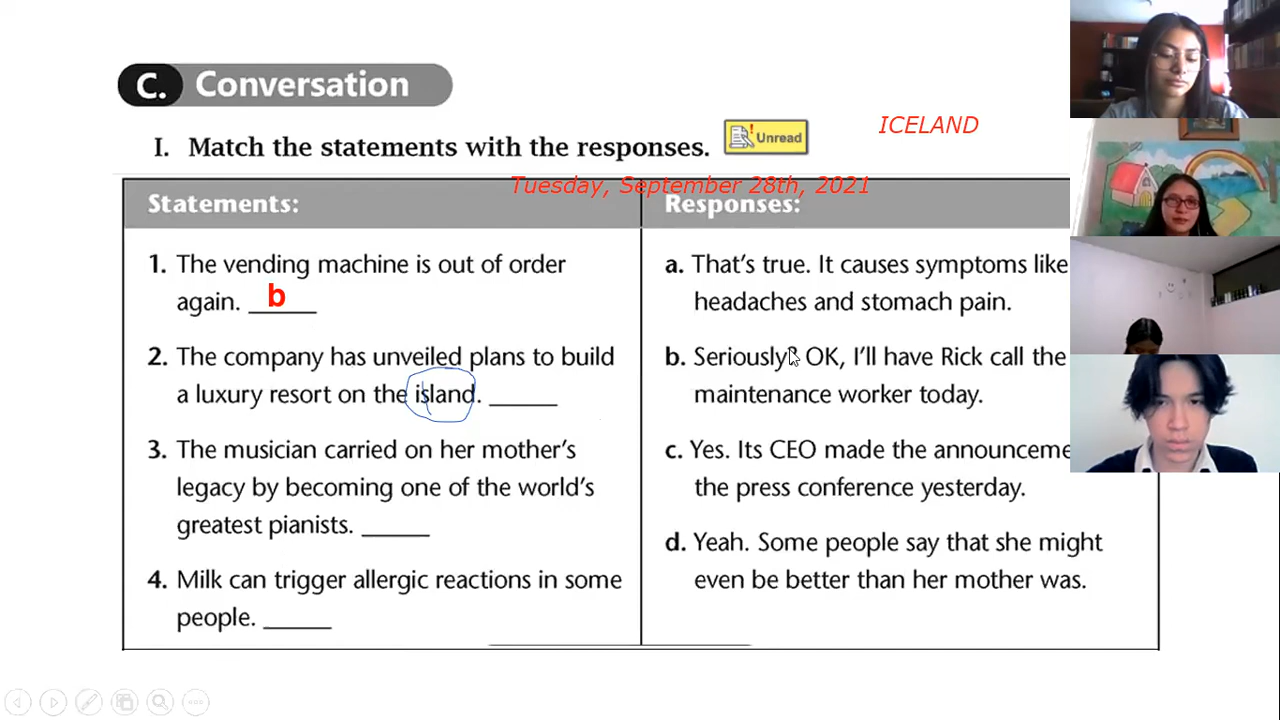 C. Conversation
I. Match the statements with the responses.
Unread
ICELAND
Tuesday, September 28th, 2021
Statements:
1. The vending machine is out of order
again. b
2. The company has unveiled plans to build
a luxury resort on the island.
3. The musician carried on her mother's
legacy by becoming one of the world's
greatest pianists.
4. Milk can trigger allergic reactions in some
people.
Responses:
a. That's true. It causes symptoms like
headaches and stomach pain.
b. Seriously? OK, I'll have Rick call the
maintenance worker today.
c. Yes. Its CEO made the announceme
the press conference yesterday.
d. Yeah. Some people say that she might
even be better than her mother was.